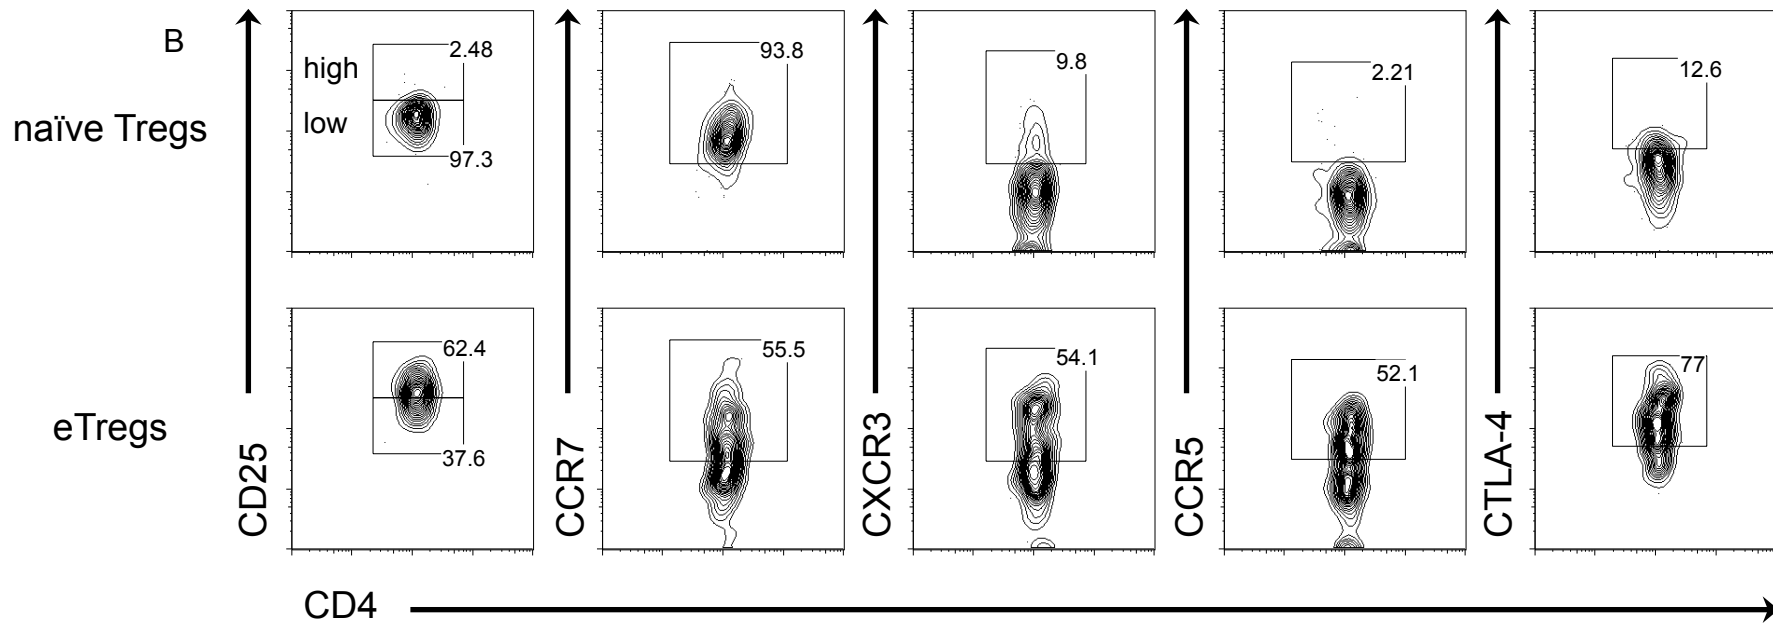 B
naïve Tregs
high
low
2.48
97.3
93.8
9.8
2.21
12.6
eTregs
62.4
37.6
55.5
54.1
52.1
77
CD25
CCR7
CXCR3
CCR5
CTLA-4
CD4